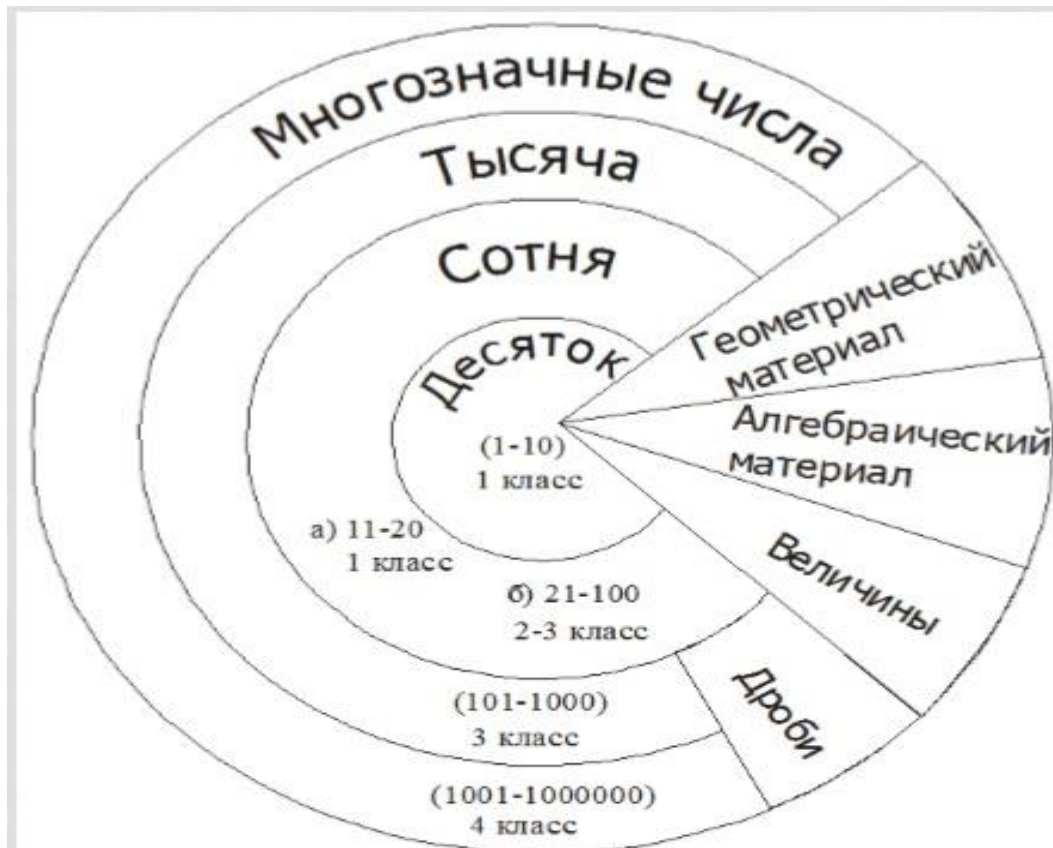 Многозначные числа
Тысяча
Сотня
Десяток
(1-10)
1 класс
а) 11-20
1 класс
б) 21-100
2-3 класс
(101-1000)
3 класс
(1001-1000000)
4 класс
Геометрический
материал
Алгебраический
материал
Величины
Дроби